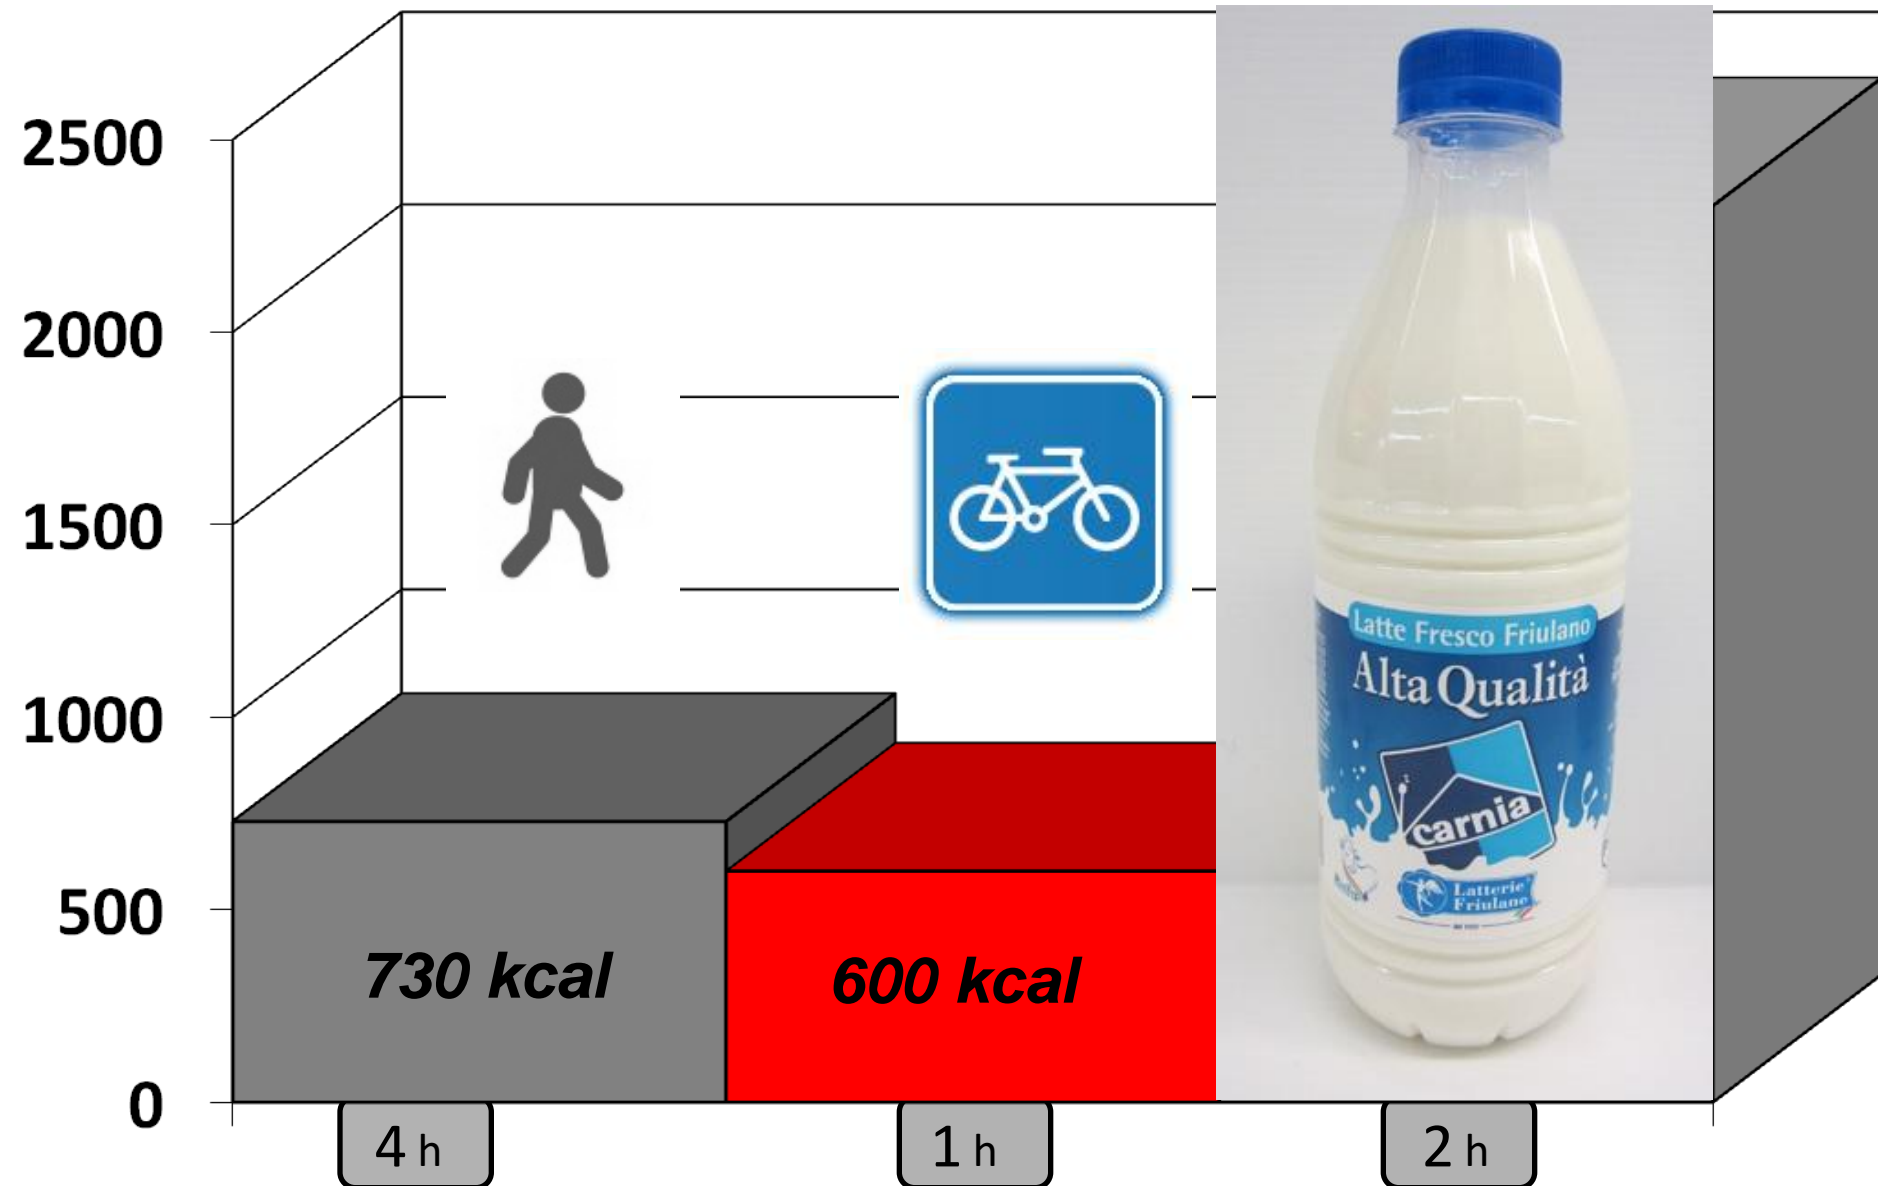 2500
2000
1500
1000
500
0
730 kcal
600 kcal
4 h
1 h
2 h
Latte Fresco Friulano
Alta Qualità
carnia
Latterie
Friulane